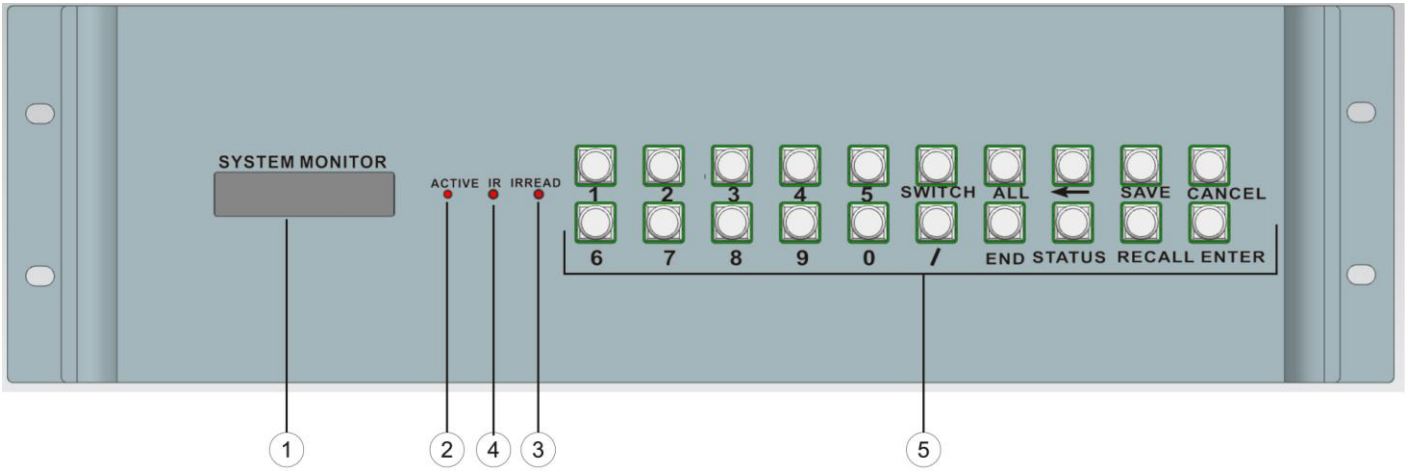 SYSTEM MONITOR
ACTIVE IR IRREAD
1 2 3 4 5 SWITCH ALL ← SAVE CANCEL
6 7 8 9 0 / END STATUS RECALL ENTER
1 2 4 3 5